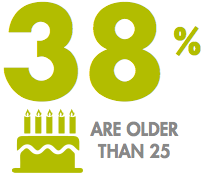 38%
ARE OLDER
THAN 25